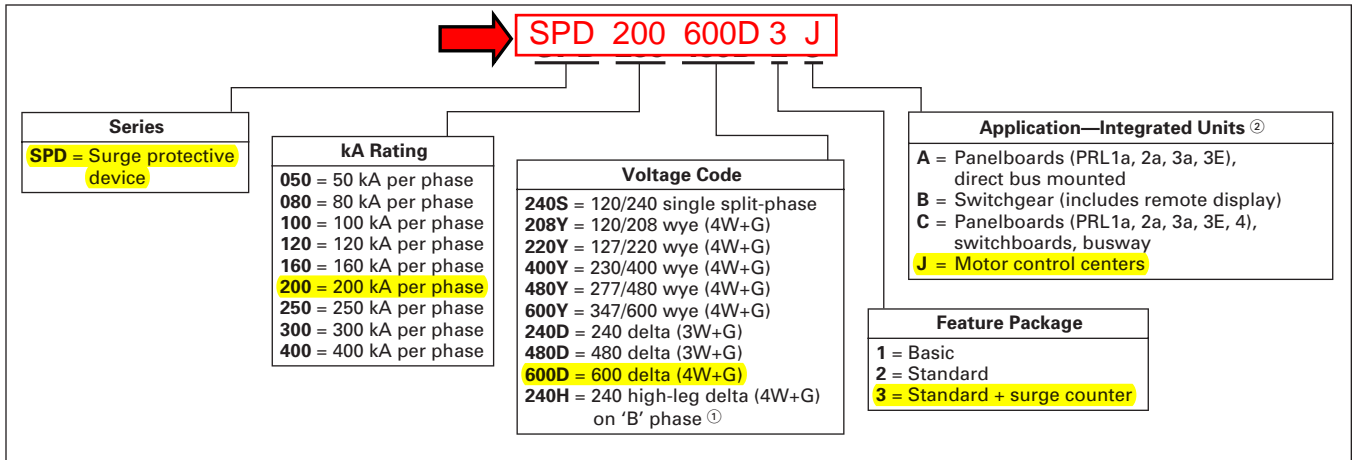 SPD 200 600D 3 J
Series
SPD = Surge protective
device
kA Rating
050 = 50 kA per phase
080 = 80 kA per phase
100 = 100 kA per phase
120 = 120 kA per phase
160 = 160 kA per phase
200 = 200 kA per phase
250 = 250 kA per phase
300 = 300 kA per phase
400 = 400 kA per phase
Voltage Code
240S = 120/240 single split-phase
208Y = 120/208 wye (4W+G)
220Y = 127/220 wye (4W+G)
400Y = 230/400 wye (4W+G)
480Y = 277/480 wye (4W+G)
600Y = 347/600 wye (4W+G)
240D = 240 delta (3W+G)
480D = 480 delta (3W+G)
600D = 600 delta (4W+G)
240H = 240 high-leg delta (4W+G)
on ‘B’ phase ①
Application—Integrated Units ②
A = Panelboards (PRL1a, 2a, 3a, 3E),
direct bus mounted
B = Switchgear (includes remote display)
C = Panelboards (PRL1a, 2a, 3a, 3E, 4),
switchboards, busway
J = Motor control centers
Feature Package
1 = Basic
2 = Standard
3 = Standard + surge counter